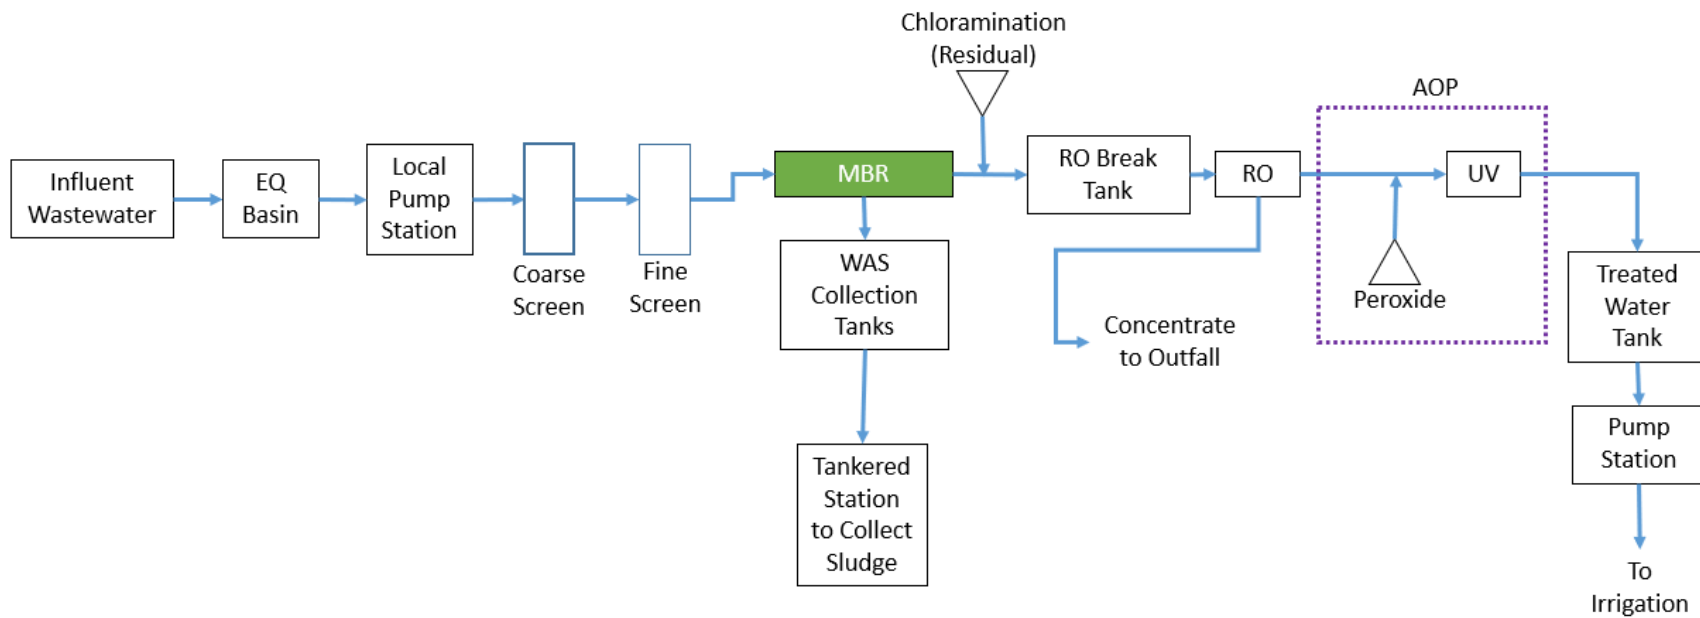 Chloramination
(Residual)
AOP
Influent
Wastewater
EQ
Basin
Local
Pump
Station
Coarse
Screen
Fine
Screen
MBR
WAS
Collection
Tanks
Tankered
Station
to Collect
Sludge
RO Break
Tank
RO
Concentrate
to Outfall
Peroxide
UV
Treated
Water
Tank
Pump
Station
To
Irrigation